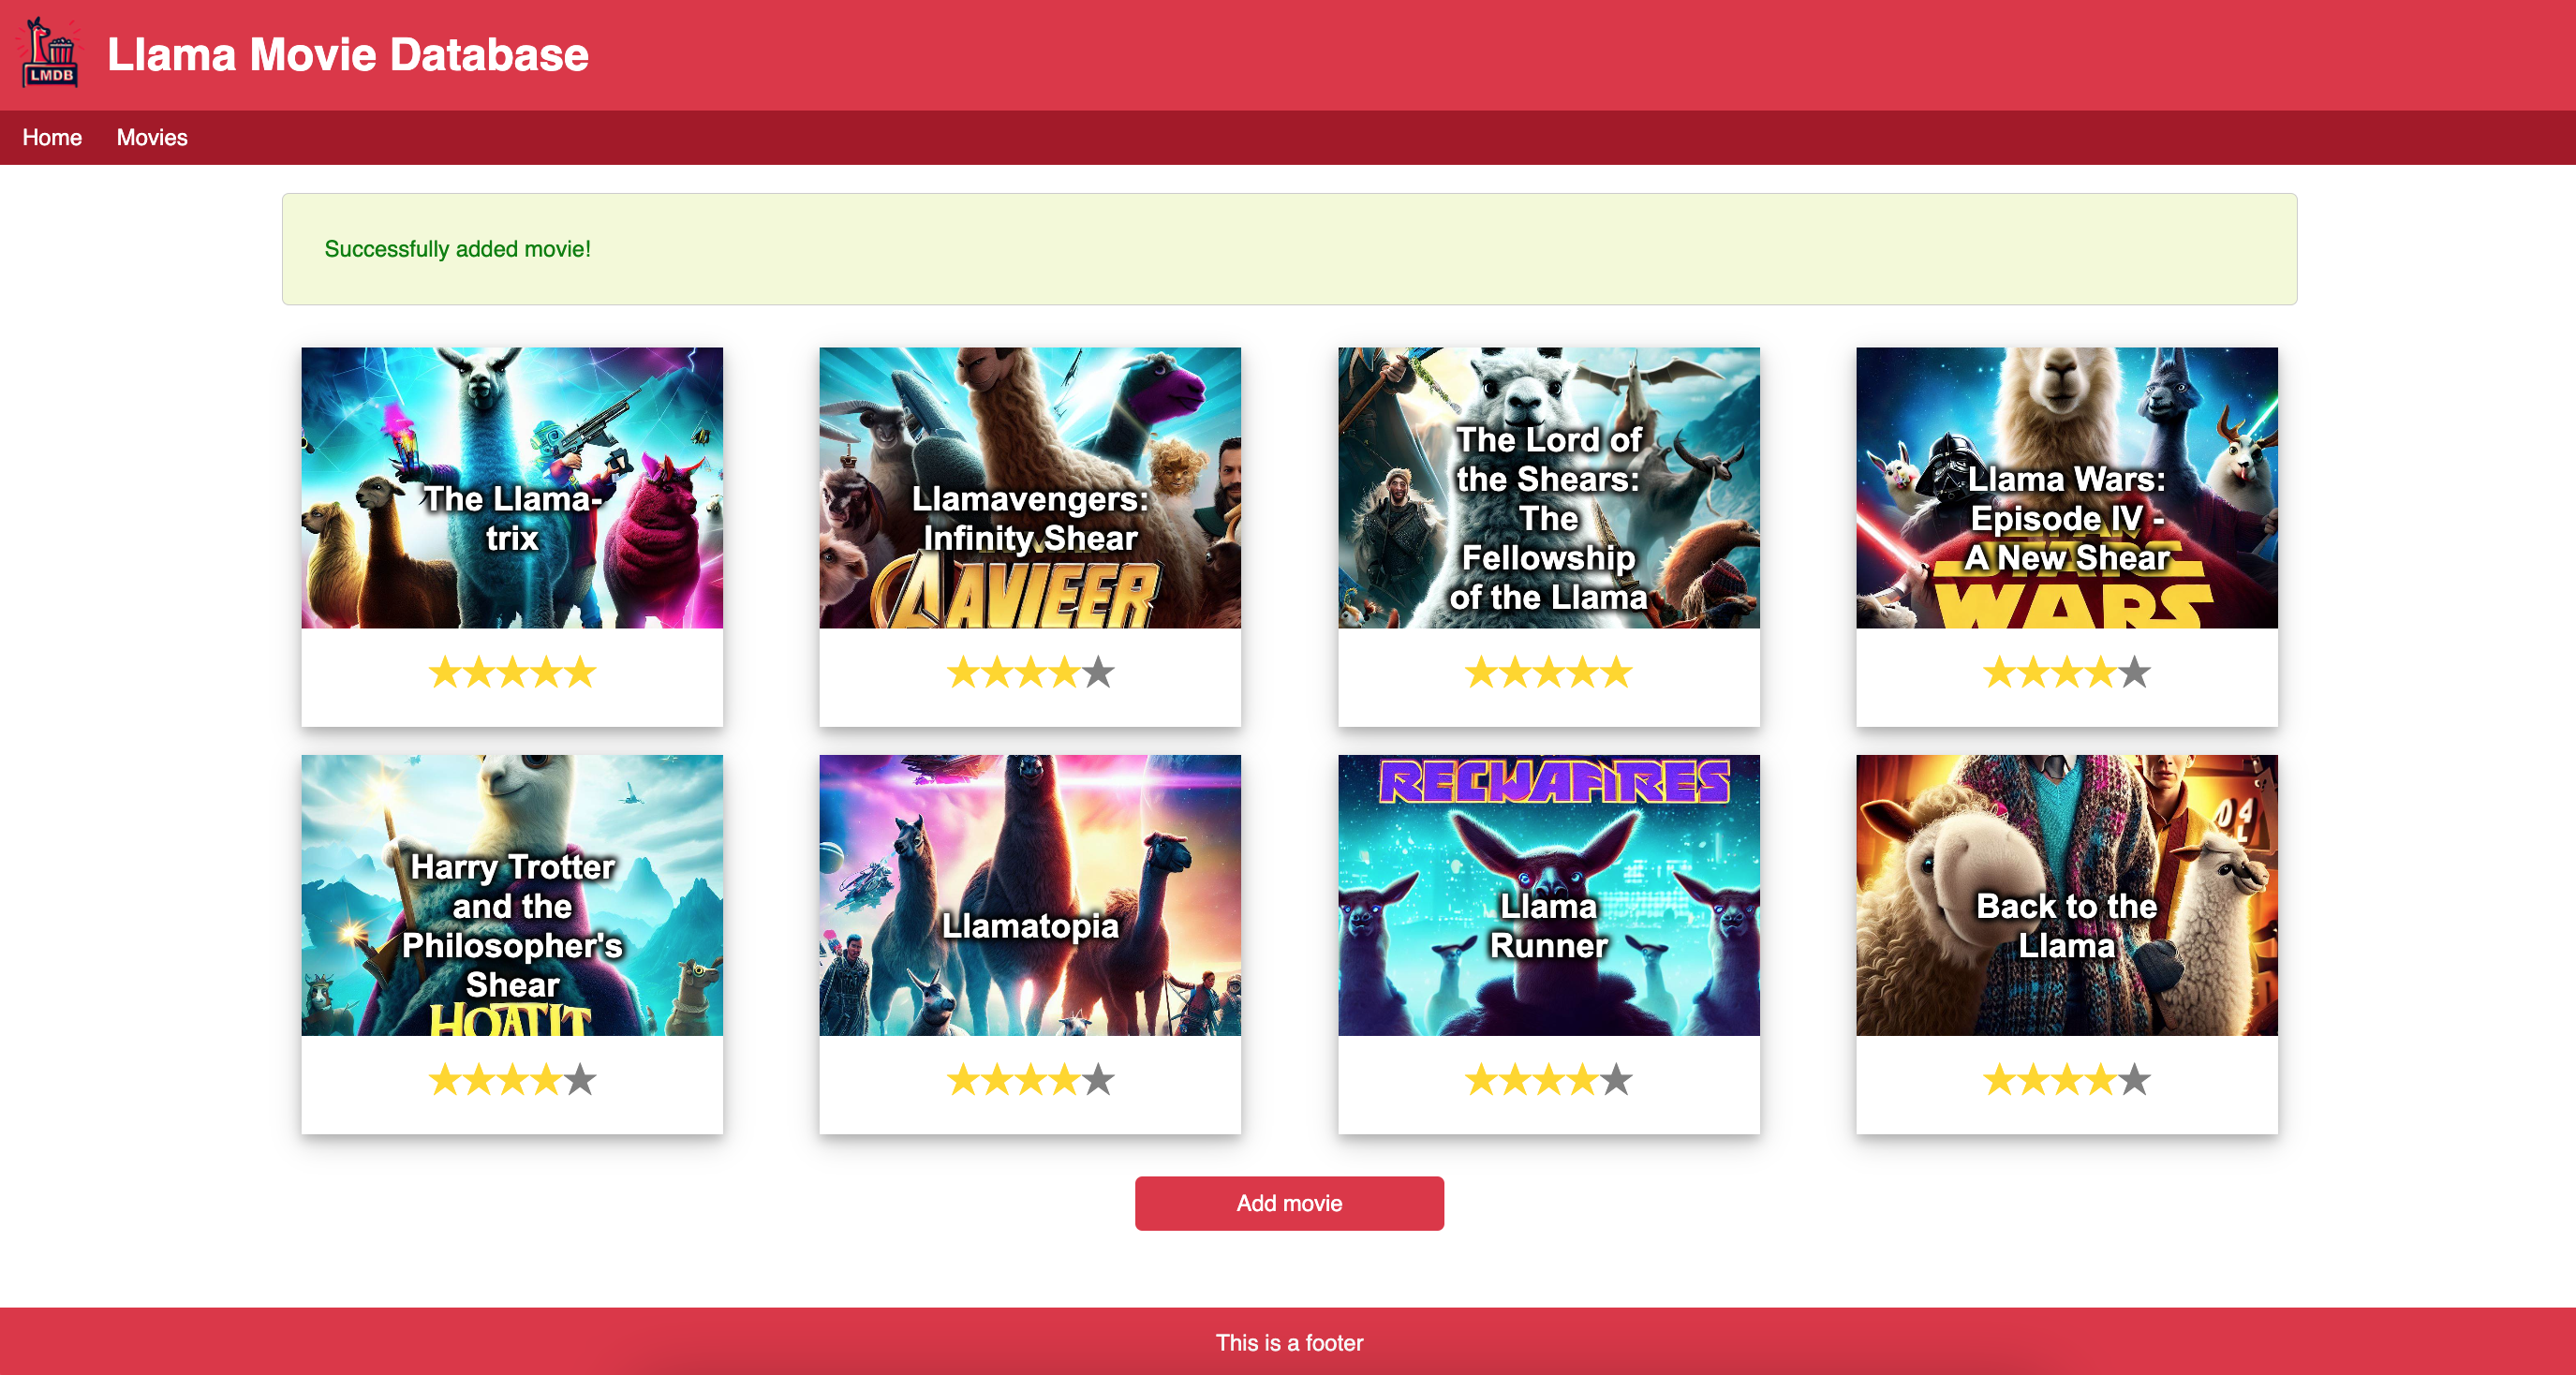 LMDB
Llama Movie Database
Home Movies
Successfully added movie!
The Llama-
trix
Llamavengers:
Infinity Shear
AVIEER
The Lord of
the Shears:
The
Fellowship
of the Llama
Llama Wars:
Episode IV -
A New Shear
WARS
Harry Trotter
and the
Philosopher's
Shear
HOATIT
Llamatopia
RECWAFIRES
Llama
Runner
Back to the
Llama
Add movie
This is a footer